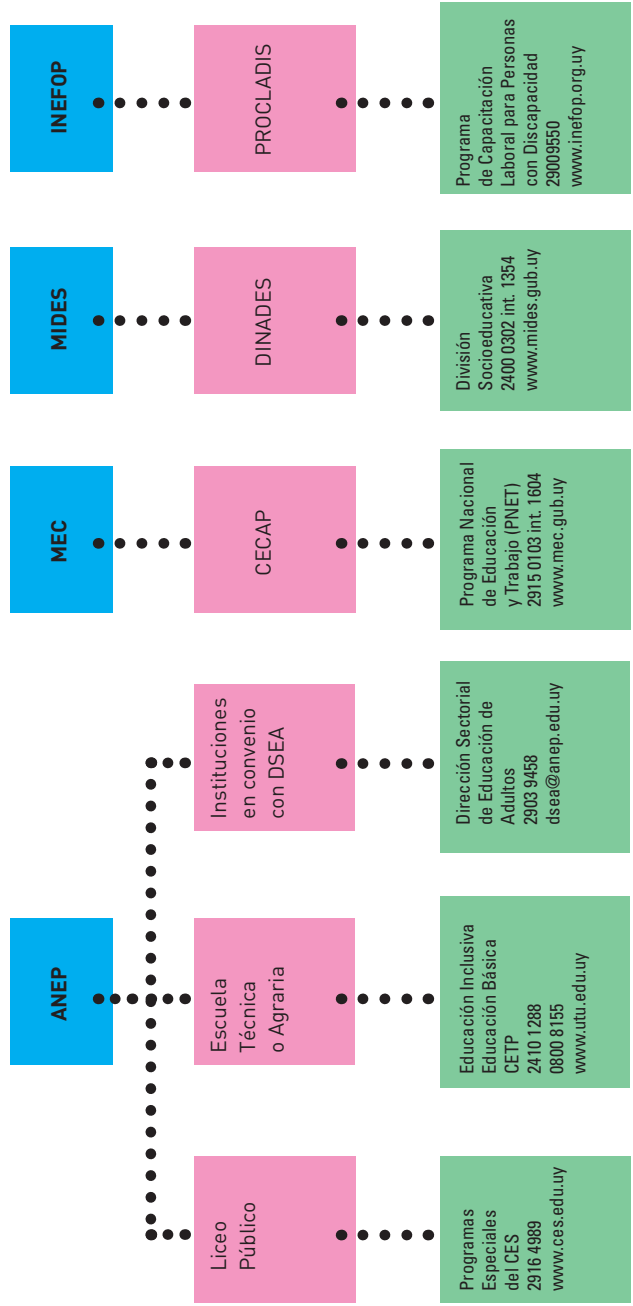 ANEP
MEC
MIDES
INEFOP
Liceo
Público
Escuela
Técnica
o Agraria
Instituciones
en convenio
con DSEA
CECAP
DINADES
PROCLADIS
Programas
Especiales
del CES
2916 4989
www.ces.edu.uy
Educación Inclusiva
Educación Básica
CETP
2410 1288
0800 8155
www.utu.edu.uy
Dirección Sectorial
de Educación de
Adultos
2903 9458
dsea@anep.edu.uy
Programa Nacional
de Educación
y Trabajo (PNET)
2915 0103 int. 1604
www.mec.gub.uy
División
Socioeducativa
2400 0302 int. 1354
www.mides.gub.uy
Programa
de Capacitación
Laboral para Personas
con Discapacidad
29009550
www.inefop.org.uy